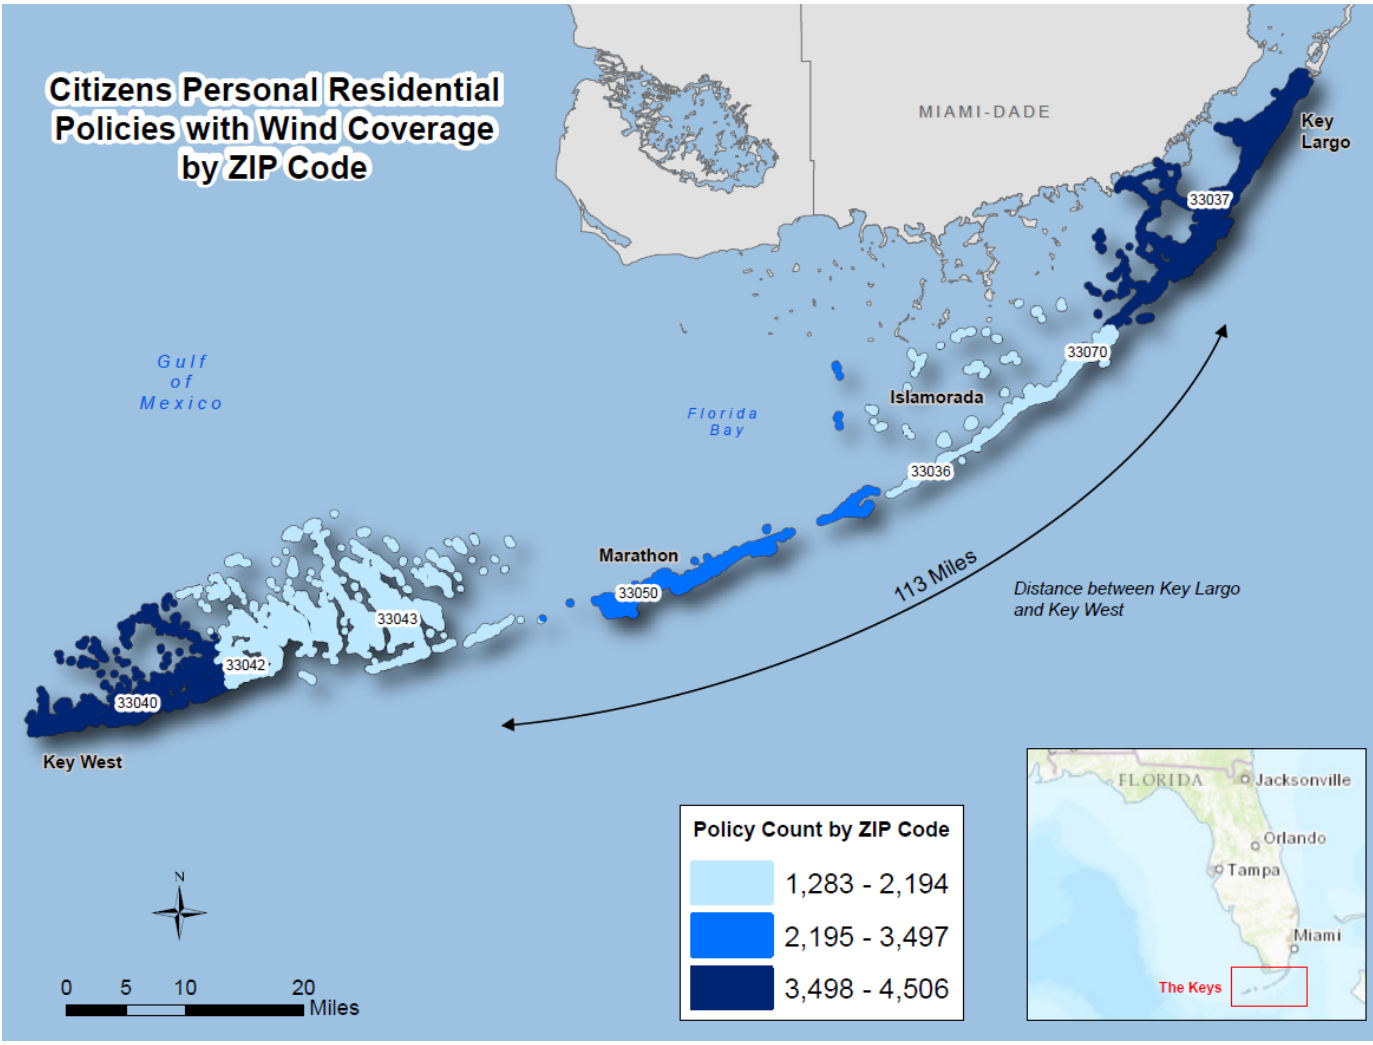 Citizens Personal Residential
Policies with Wind Coverage
by ZIP Code
MIAMI-DADE
Key
Largo
33037
Gulf
of
Mexico
Florida
Bay
33070
Islamorada
33036
Marathon
33050
113 Miles
Distance between Key Largo
and Key West
33043
33042
33040
Key West
Policy Count by ZIP Code
1,283 - 2,194
2,195 - 3,497
3,498 - 4,506
N
0 5 10 20
Miles
FLORIDA
Jacksonville
Orlando
Tampa
Miami
The Keys